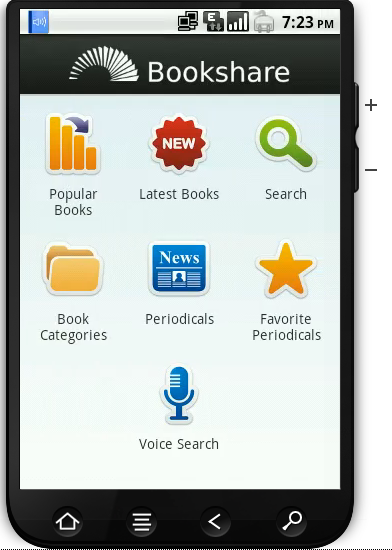 7:23 PM
Bookshare
NEW
Popular
Books
Latest Books
Search
News
Book
Categories
Periodicals
Favorite
Periodicals
Voice Search
+
−